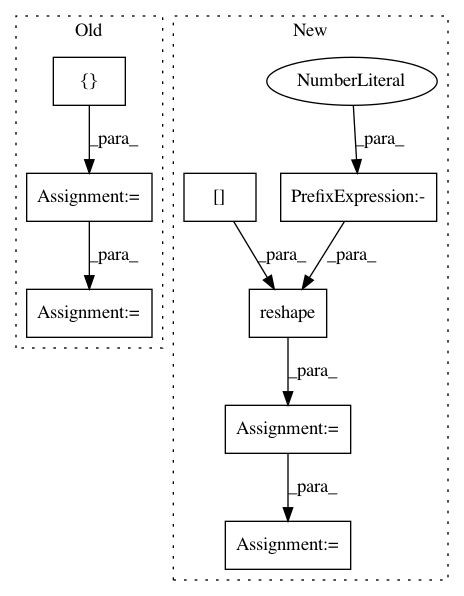 Old
New
{}
NumberLiteral
_para_
_para_
Assignment:=
[]
PrefixExpression:-
_para_
_para_
_para_
Assignment:=
reshape
_para_
Assignment:=
_para_
Assignment:=